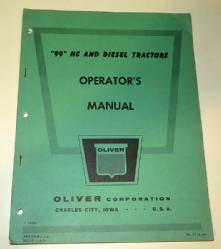 "99" HC AND DIESEL TRACTORS
OPERATOR'S
MANUAL
OLIVER
OLIVER CORPORATION
CHARLES CITY, IOWA - - - U. S. A.